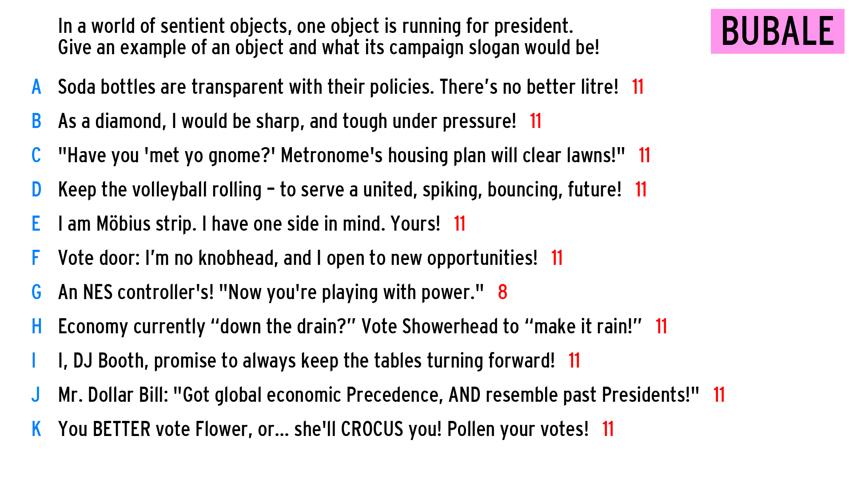 In a world of sentient objects, one object is running for president.
Give an example of an object and what its campaign slogan would be!
BUBALE
A Soda bottles are transparent with their policies. There’s no better litre! 11
B As a diamond, I would be sharp, and tough under pressure! 11
C "Have you 'met yo gnome?' Metronome's housing plan will clear lawns!" 11
D Keep the volleyball rolling – to serve a united, spiking, bouncing, future! 11
E I am Möbius strip. I have one side in mind. Yours! 11
F Vote door: I’m no knobhead, and I open to new opportunities! 11
G An NES controller's! "Now you're playing with power." 8
H Economy currently “down the drain?” Vote Showerhead to “make it rain!” 11
I I, DJ Booth, promise to always keep the tables turning forward! 11
J Mr. Dollar Bill: "Got global economic Precedence, AND resemble past Presidents!" 11
K You BETTER vote Flower, or... she'll CROCUS you! Pollen your votes! 11